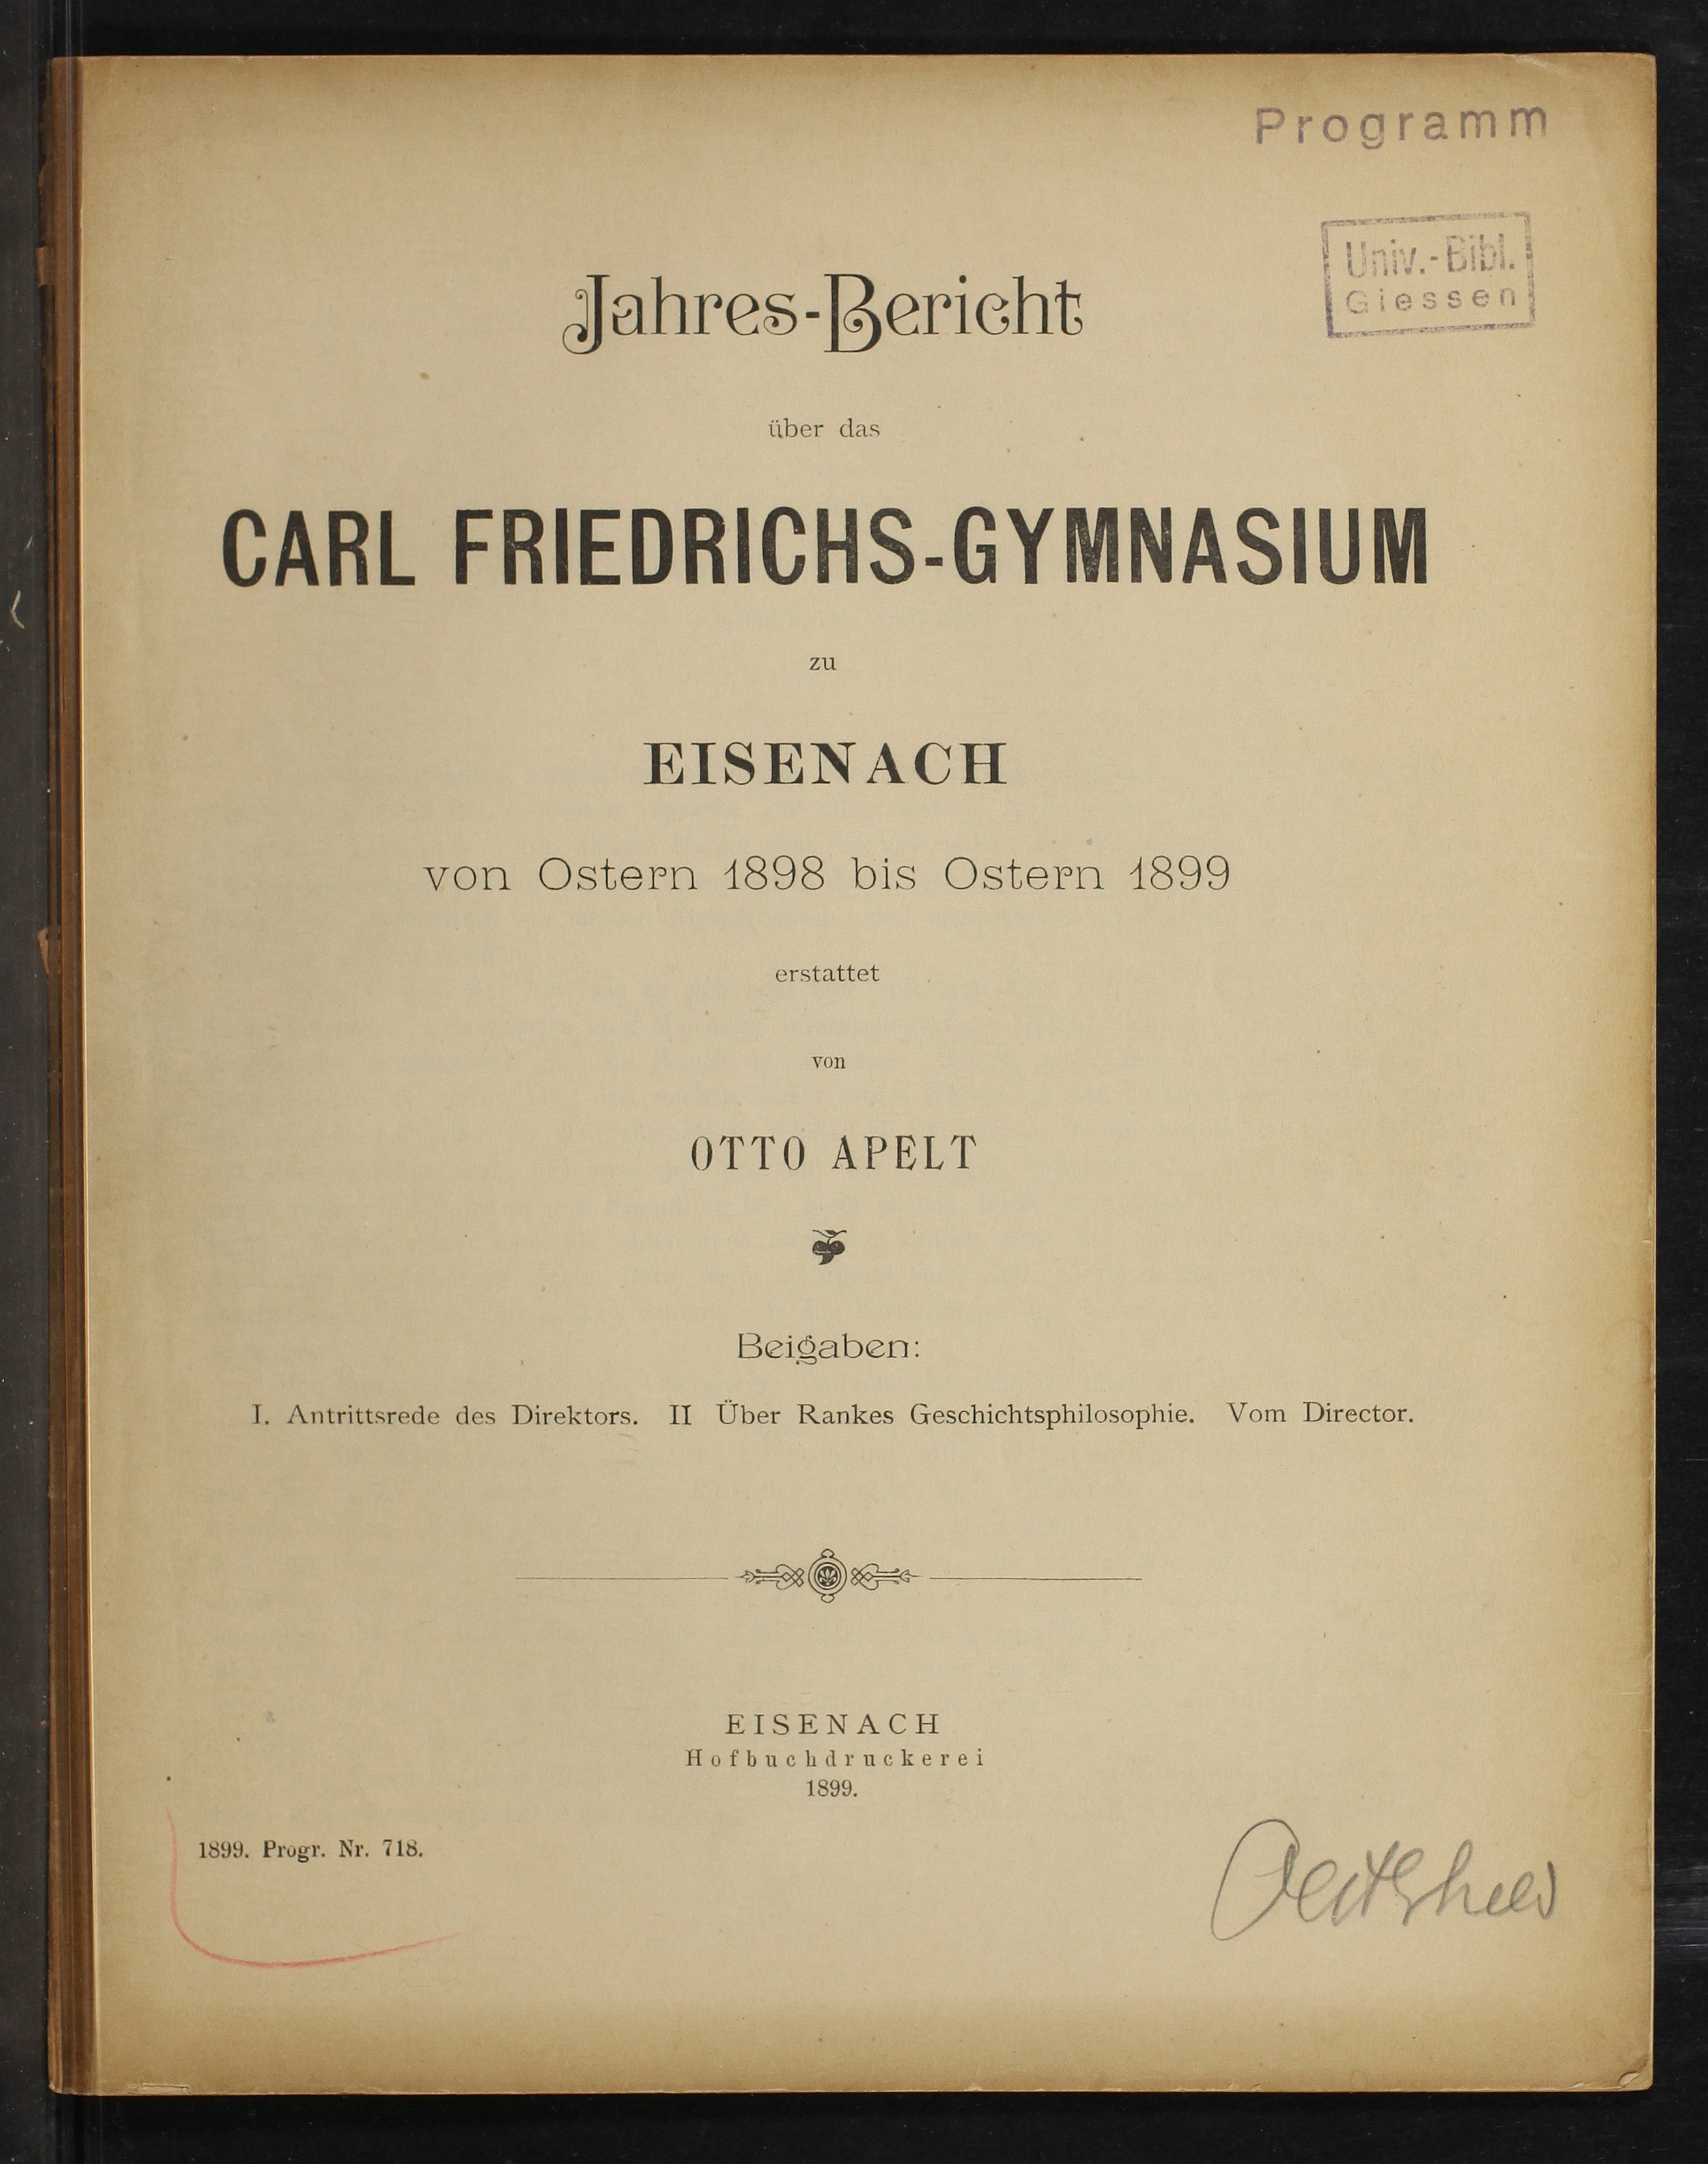 Programm
Univ.-Bibl.
Giessen
Jahres-Bericht
über das
CARL FRIEDRICHS-GYMNASIUM
zu
EISENACH
von Ostern 1898 bis Ostern 1899
erstattet
von
OTTO APELT
Beigaben:
I. Antrittsrede des Direktors. II Über Rankes Geschichtsphilosophie. Vom Director.
EISENACH
Hofbuchdruckerei
1899.
1899. Progr. Nr. 718.